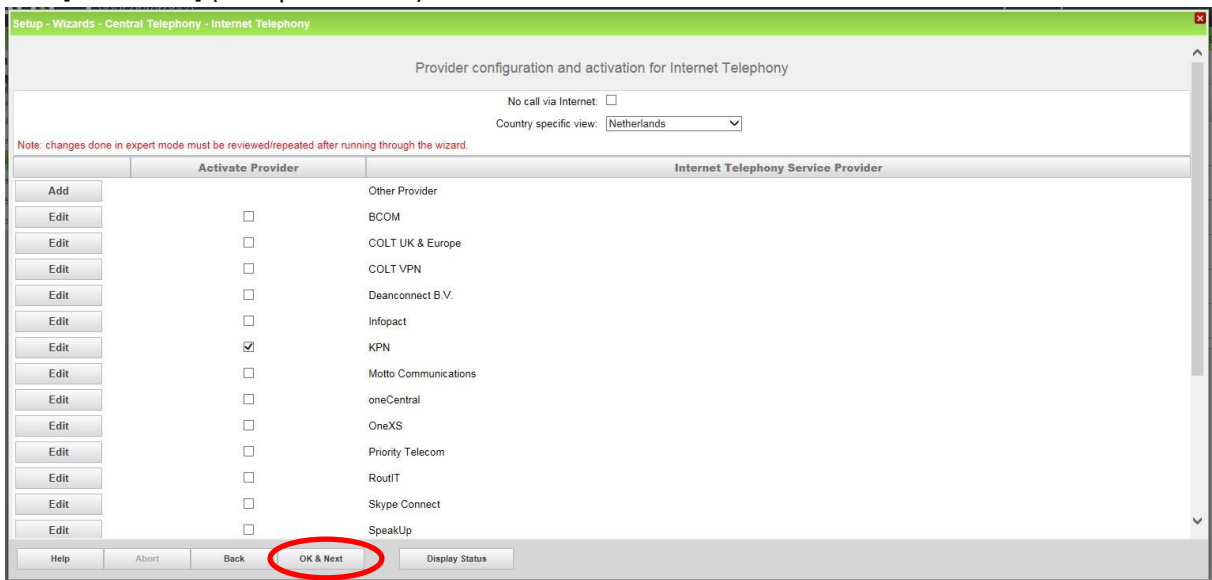 Setup - Wizards - Central Telephony - Internet Telephony
Provider configuration and activation for Internet Telephony
No call via Internet:
Country specific view: Netherlands
Note: changes done in expert mode must be reviewed/repeated after running through the wizard.
Activate Provider Internet Telephony Service Provider
Add Other Provider
Edit BCOM
Edit COLT UK & Europe
Edit COLT VPN
Edit Deanconnect B.V.
Edit Infopact
Edit KPN
Edit Motto Communications
Edit oneCentral
Edit OneXS
Edit Priority Telecom
Edit RoutIT
Edit Skype Connect
Edit SpeakUp
Help Abort Back OK & Next Display Status